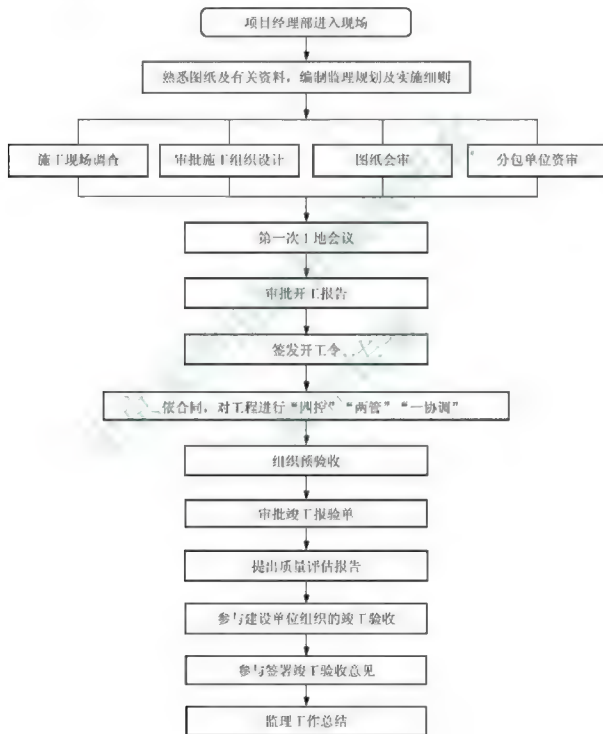 项目经理部进入现场
熟悉图纸及有关资料，编制监理规划及实施细则
施工现场调查
审批施工组织设计
图纸会审
分包单位资审
第一次工地会议
审批开工报告
签发开工令
依合同，对工程进行“四控”“两管”“一协调”
组织预验收
审批竣工报验单
提出质量评估报告
参与建设单位组织的竣工验收
参与签署竣工验收意见
监理工作总结